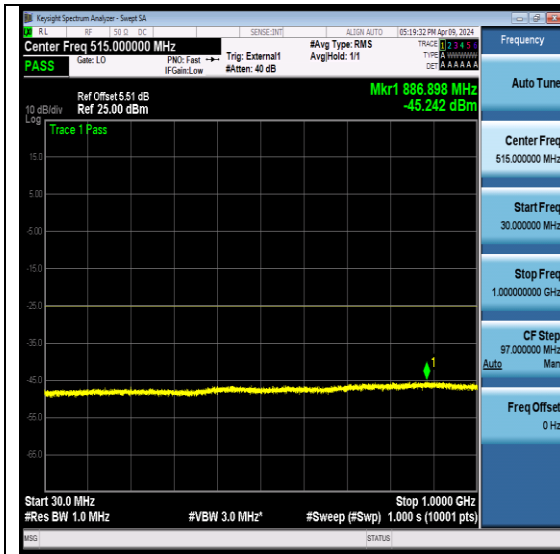 Keysight Spectrum Analyzer - Swept SA
RL RF 50 Ω DC SENSE:INT ALIGN AUTO 05:19:32 PM Apr 09, 2024
Center Freq 515.000000 MHz
PASS
Gate: LO
PNO: Fast
IFGain:Low
Trig: External1
#Atten: 40 dB
#Avg Type: RMS
Avg|Hold: 1/1
TRACE 1 2 3 4 5 6
TYPE A W W W W W
DET A A A A A A
Ref Offset 5.51 dB
10 dB/div Ref 25.00 dBm
Log
Mkr1 886.898 MHz
-45.242 dBm
Trace 1 Pass
15.0
5.00
-5.00
-15.0
-25.0
-35.0
-45.0
-55.0
-65.0
1
Start 30.0 MHz
Stop 1.0000 GHz
#Res BW 1.0 MHz #VBW 3.0 MHz* #Sweep (#Swp) 1.000 s (10001 pts)
MSG STATUS
Frequency
Auto Tune
Center Freq
515.000000 MHz
Start Freq
30.000000 MHz
Stop Freq
1.000000000 GHz
CF Step
97.000000 MHz
Auto Man
Freq Offset
0 Hz